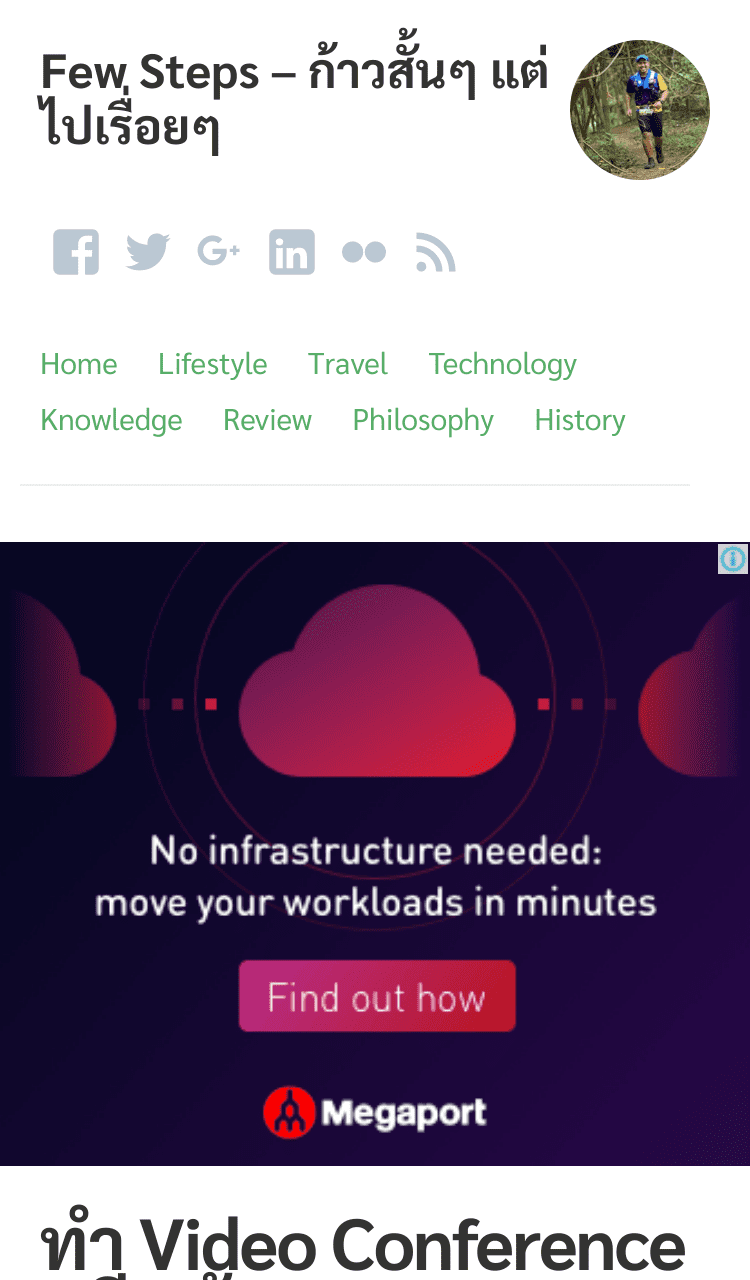 Few Steps – ก้าวสั้นๆ แต่
ไปเรื่อยๆ
Home Lifestyle Travel Technology
Knowledge Review Philosophy History
No infrastructure needed:
move your workloads in minutes
Find out how
Megaport
ทำ Video Conference